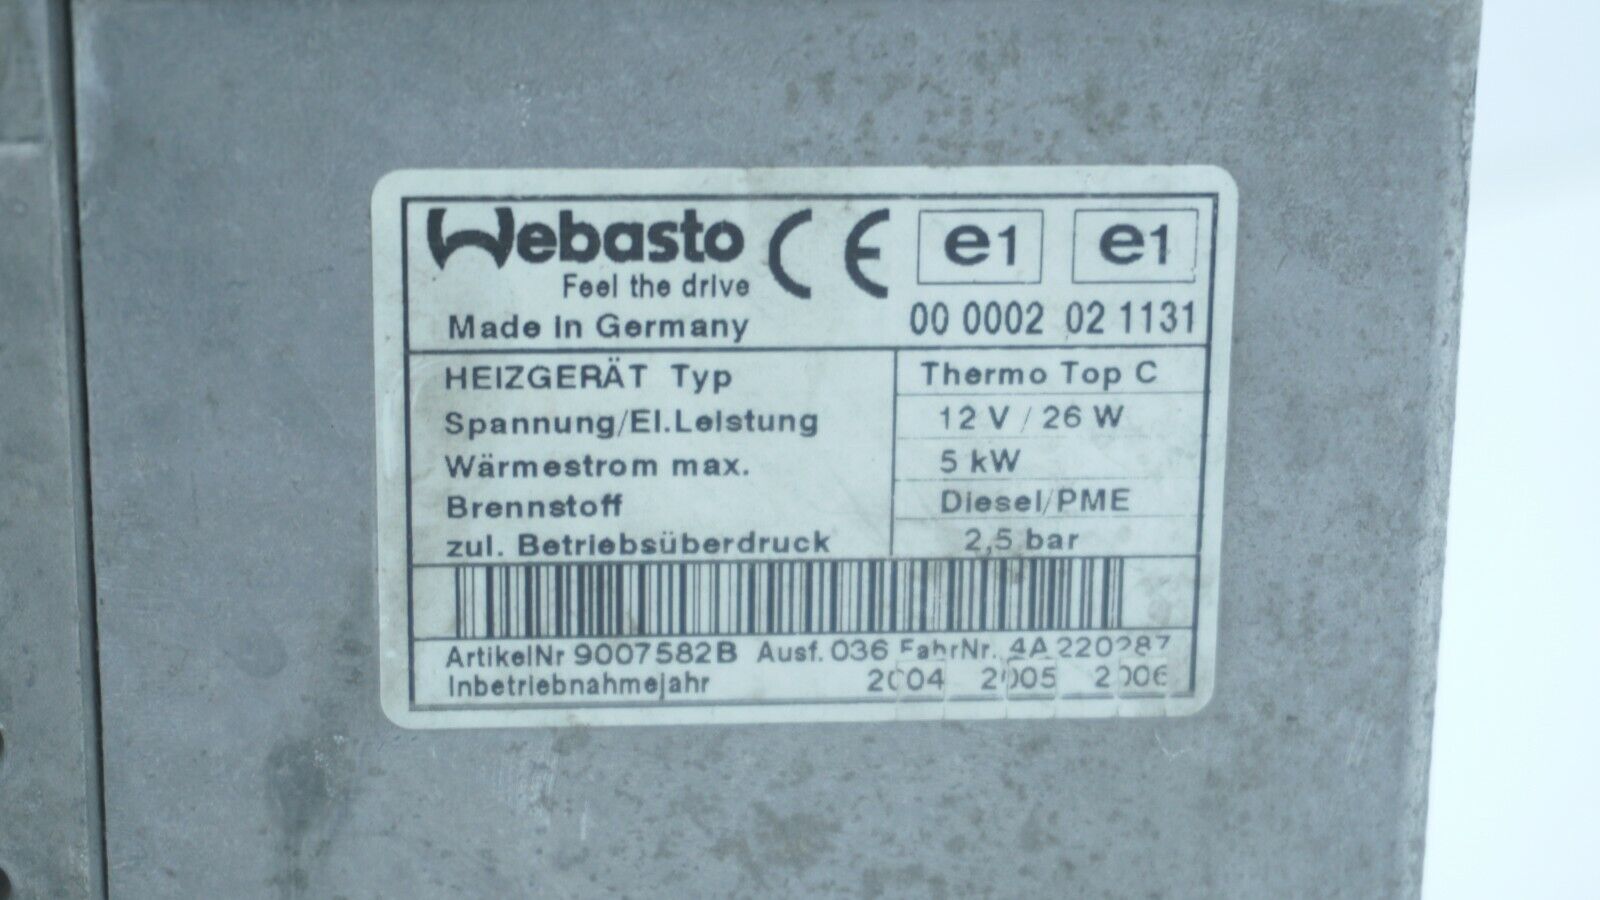 Webasto CE e1 e1
Feel the drive
Made in Germany 00 0002 02 1131
HEIZGERÄT Typ Thermo Top C
Spannung/El.Leistung 12 V / 26 W
Wärmestrom max. 5 kW
Brennstoff Diesel/PME
zul. Betriebsüberdruck 2,5 bar
ArtikelNr 9007582B Ausf. 036 FahrNr. 4A220287
Inbetriebnahmejahr 2004 2005 2006